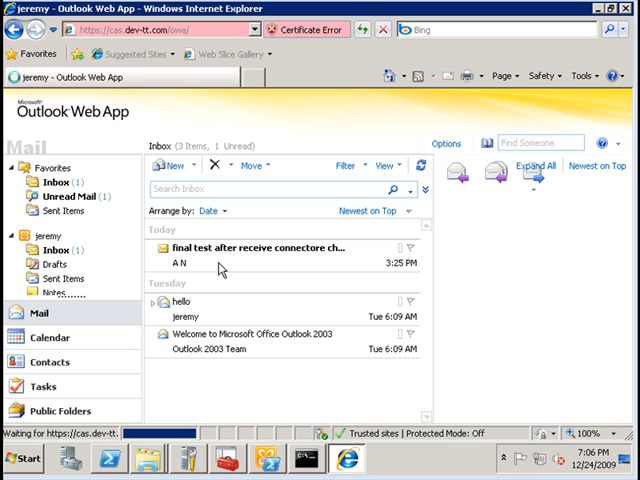 jeremy - Outlook Web App - Windows Internet Explorer
https://cas.dev-tt.com/owa/
Certificate Error
Bing
Favorites
Suggested Sites
Web Slice Gallery
jeremy - Outlook Web App
Page
Safety
Tools
Microsoft
Outlook Web App
Mail
Inbox (3 Items, 1 Unread)
Options
Find Someone
Favorites
Inbox (1)
Unread Mail (1)
Sent Items
jeremy
Inbox (1)
Drafts
Sent Items
Notes
Mail
Calendar
Contacts
Tasks
Public Folders
New
Move
Filter
View
Search Inbox
Arrange by: Date
Newest on Top
Today
final test after receive connectore ch...
A N
3:25 PM
Tuesday
hello
jeremy
Tue 6:09 AM
Welcome to Microsoft Office Outlook 2003
Outlook 2003 Team
Tue 6:09 AM
Expand All
Newest on Top
Waiting for https://cas.dev-tt.
Trusted sites | Protected Mode: Off
100%
Start
7:06 PM
12/24/2009